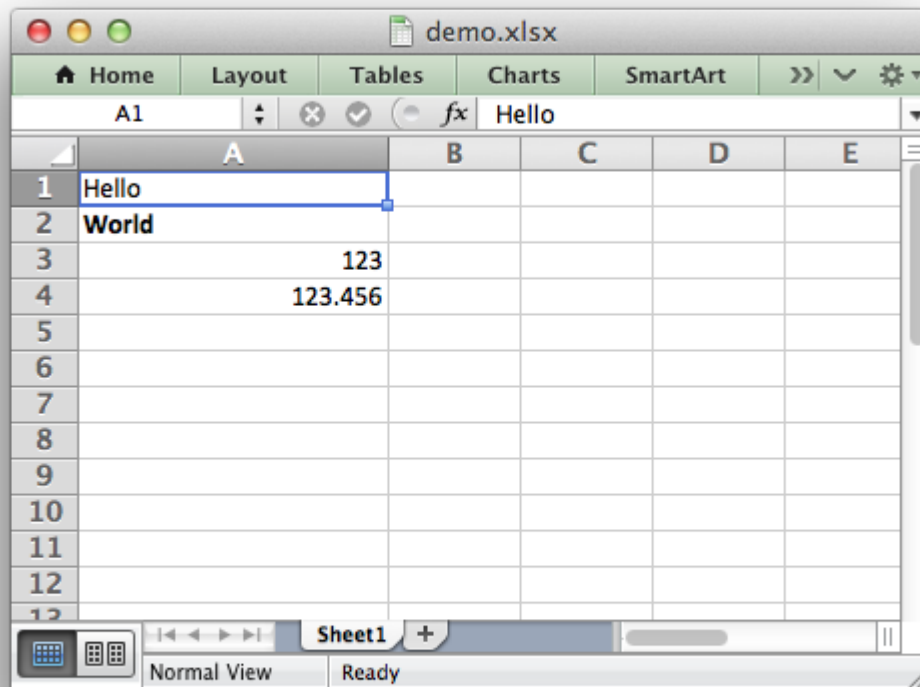 demo.xlsx
Home Layout Tables Charts SmartArt
A1 fx Hello
A B C D E
1 Hello
2 World
3 123
4 123.456
5
6
7
8
9
10
11
12
13
Sheet1
Normal View Ready